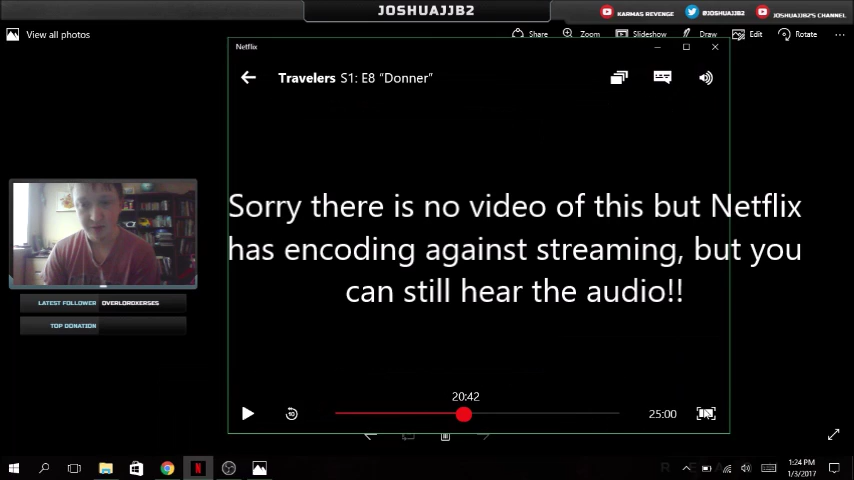 JOSHUAJJB2
KARMAS REVENGE
@JOSHUAJJB2
JOSHUAJJB2'S CHANNEL
View all photos
Share
Zoom
Slideshow
Draw
Edit
Rotate
Netflix
Travelers S1: E8 “Donner”
Sorry there is no video of this but Netflix
has encoding against streaming, but you
can still hear the audio!!
LATEST FOLLOWER OVERLORDXERSES
TOP DONATION
20:42
10
25:00
1:24 PM
1/3/2017